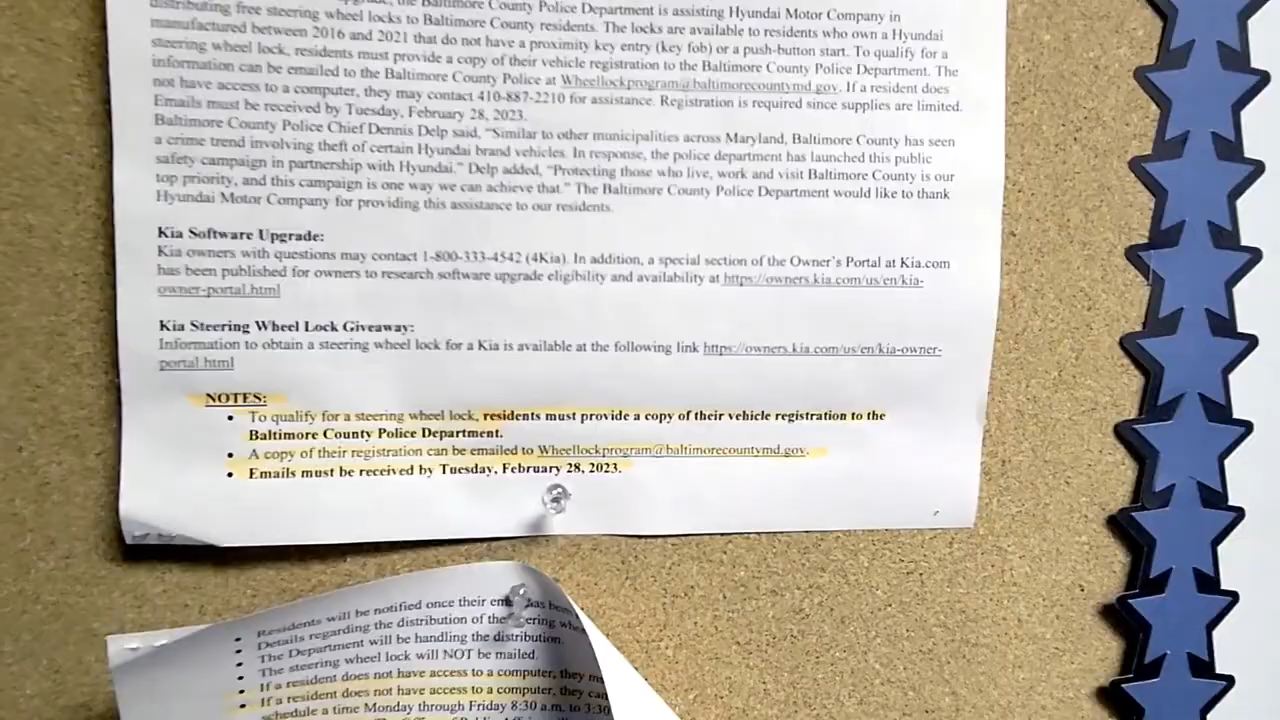 the Baltimore County Police Department is assisting Hyundai Motor Company in
distributing free steering wheel locks to Baltimore County residents. The locks are available to residents who own a Hyundai
manufactured between 2016 and 2021 that do not have a proximity key entry (key fob) or a push-button start. To qualify for a
steering wheel lock, residents must provide a copy of their vehicle registration to the Baltimore County Police Department. The
information can be emailed to the Baltimore County Police at Wheellockprogram@baltimorecountymd.gov. If a resident does
not have access to a computer, they may contact 410-887-2210 for assistance. Registration is required since supplies are limited.
Emails must be received by Tuesday, February 28, 2023.
Baltimore County Police Chief Dennis Delp said, “Similar to other municipalities across Maryland, Baltimore County has seen
a crime trend involving theft of certain Hyundai brand vehicles. In response, the police department has launched this public
safety campaign in partnership with Hyundai.” Delp added, “Protecting those who live, work and visit Baltimore County is our
top priority, and this campaign is one way we can achieve that.” The Baltimore County Police Department would like to thank
Hyundai Motor Company for providing this assistance to our residents.
Kia Software Upgrade:
Kia owners with questions may contact 1-800-333-4542 (4Kia). In addition, a special section of the Owner’s Portal at Kia.com
has been published for owners to research software upgrade eligibility and availability at https://owners.kia.com/us/en/kia-
owner-portal.html
Kia Steering Wheel Lock Giveaway:
Information to obtain a steering wheel lock for a Kia is available at the following link https://owners.kia.com/us/en/kia-owner-
portal.html
NOTES:
• To qualify for a steering wheel lock, residents must provide a copy of their vehicle registration to the
Baltimore County Police Department.
• A copy of their registration can be emailed to Wheellockprogram@baltimorecountymd.gov.
• Emails must be received by Tuesday, February 28, 2023.
• Residents will be notified once their has been
• Details regarding the distribution of the
• The Department will be handling the distribution.
• The steering wheel lock will NOT be mailed.
• If a resident does not have access to a computer, they
• If a resident does not have access to a computer, they can
schedule a time Monday through Friday 8:30 a.m. to 3:30